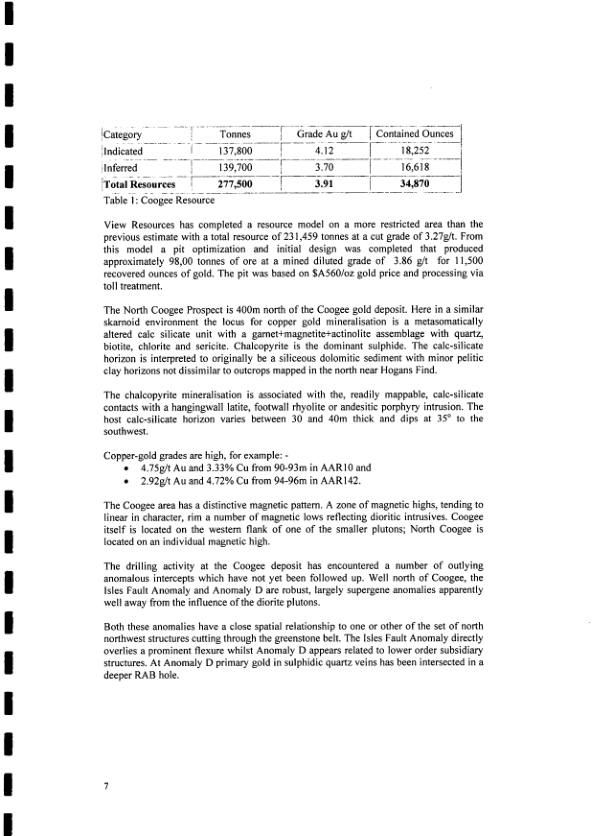 Category Tonnes Grade Au g/t Contained Ounces
Indicated 137,800 4.12 18,252
Inferred 139,700 3.70 16,618
Total Resources 277,500 3.91 34,870
Table 1: Coogee Resource
View Resources has completed a resource model on a more restricted area than the
previous estimate with a total resource of 231,459 tonnes at a cut grade of 3.27g/t. From
this model a pit optimization and initial design was completed that produced
approximately 98,00 tonnes of ore at a mined diluted grade of 3.86 g/t for 11,500
recovered ounces of gold. The pit was based on $A560/oz gold price and processing via
toll treatment.
The North Coogee Prospect is 400m north of the Coogee gold deposit. Here in a similar
skarnoid environment the locus for copper gold mineralisation is a metasomatically
altered calc silicate unit with a garnet+magnetite+actinolite assemblage with quartz,
biotite, chlorite and sericite. Chalcopyrite is the dominant sulphide. The calc-silicate
horizon is interpreted to originally be a siliceous dolomitic sediment with minor pelitic
clay horizons not dissimilar to outcrops mapped in the north near Hogans Find.
The chalcopyrite mineralisation is associated with the, readily mappable, calc-silicate
contacts with a hangingwall latite, footwall rhyolite or andesitic porphyry intrusion. The
host calc-silicate horizon varies between 30 and 40m thick and dips at 35° to the
southwest.
Copper-gold grades are high, for example: -
• 4.75g/t Au and 3.33% Cu from 90-93m in AAR10 and
• 2.92g/t Au and 4.72% Cu from 94-96m in AAR142.
The Coogee area has a distinctive magnetic pattern. A zone of magnetic highs, tending to
linear in character, rim a number of magnetic lows reflecting dioritic intrusives. Coogee
itself is located on the western flank of one of the smaller plutons; North Coogee is
located on an individual magnetic high.
The drilling activity at the Coogee deposit has encountered a number of outlying
anomalous intercepts which have not yet been followed up. Well north of Coogee, the
Isles Fault Anomaly and Anomaly D are robust, largely supergene anomalies apparently
well away from the influence of the diorite plutons.
Both these anomalies have a close spatial relationship to one or other of the set of north
northwest structures cutting through the greenstone belt. The Isles Fault Anomaly directly
overlies a prominent flexure whilst Anomaly D appears related to lower order subsidiary
structures. At Anomaly D primary gold in sulphidic quartz veins has been intersected in a
deeper RAB hole.
7